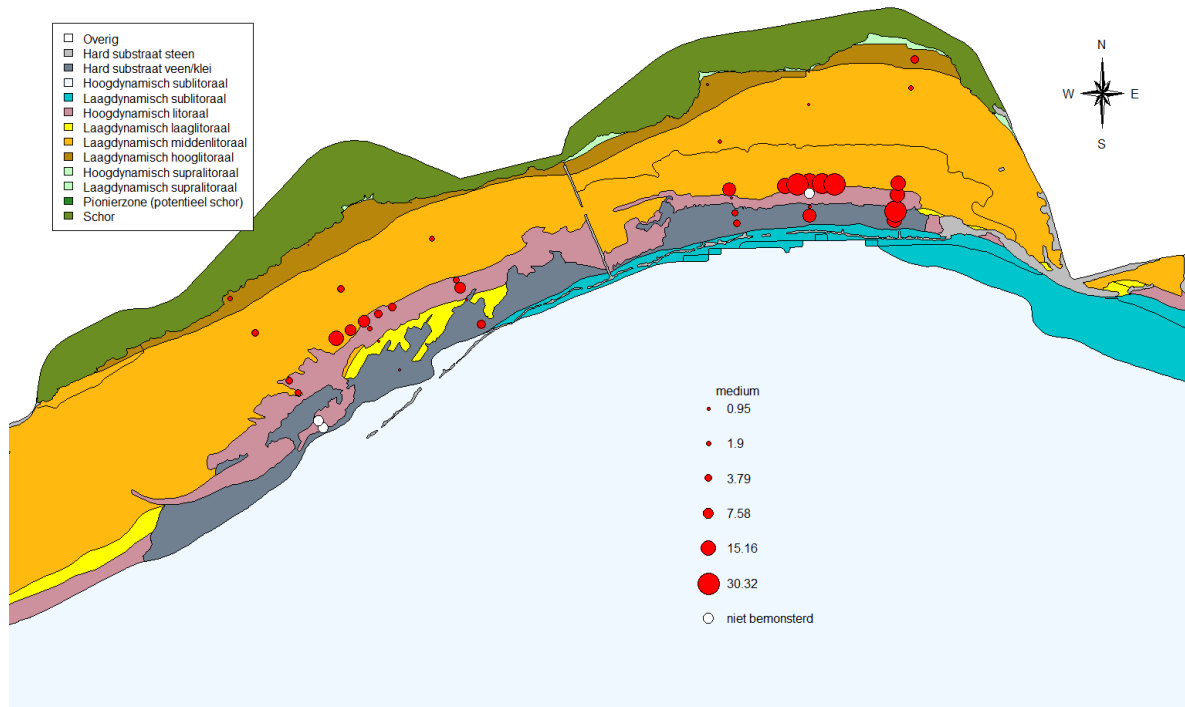 Overig
Hard substraat steen
Hard substraat veen/klei
Hoogdynamisch sublitoraal
Laagdynamisch sublitoraal
Hoogdynamisch litoraal
Laagdynamisch laaglitoraal
Laagdynamisch middenlitoraal
Laagdynamisch hooglitoraal
Hoogdynamisch supralitoraal
Laagdynamisch supralitoraal
Pionierzone (potentieel schor)
Schor
N
W E
S
medium
0.95
1.9
3.79
7.58
15.16
30.32
niet bemonsterd